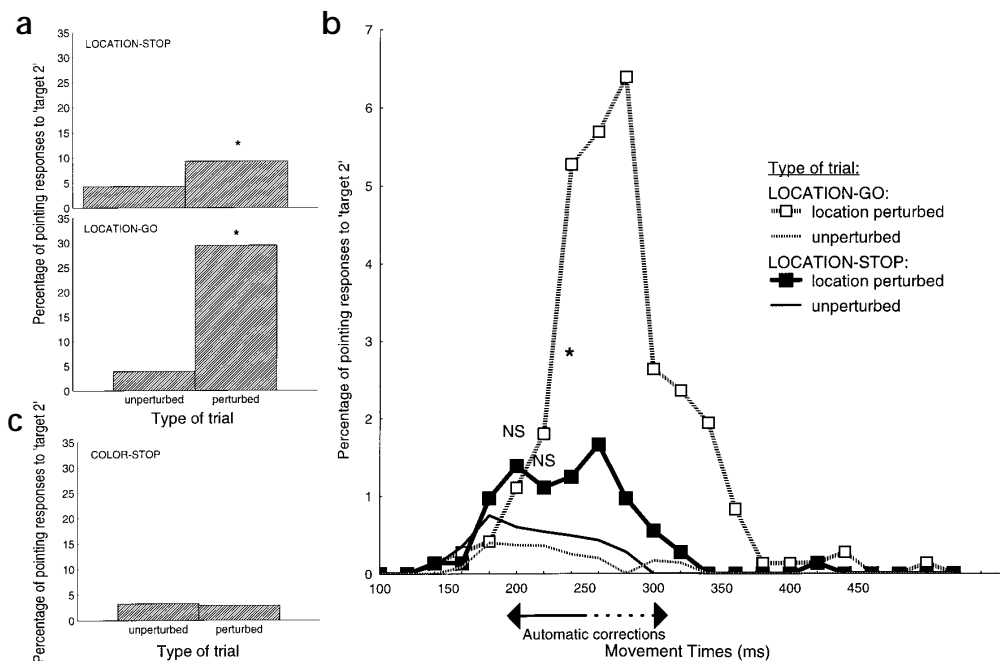 a
Percentage of pointing responses to 'target 2'
35
30
25
20
15
10
5
0
LOCATION-STOP
*
35
30
25
20
15
10
5
0
LOCATION-GO
*
unperturbed perturbed
Type of trial
c
Percentage of pointing responses to 'target 2'
35
30
25
20
15
10
5
0
COLOR-STOP
unperturbed perturbed
Type of trial
b
Percentage of pointing responses to 'target 2'
7
6
5
4
3
2
1
0
*
NS
NS
100 150 200 250 300 350 400 450
Automatic corrections
Movement Times (ms)
Type of trial:
LOCATION-GO:
location perturbed
unperturbed
LOCATION-STOP:
location perturbed
unperturbed